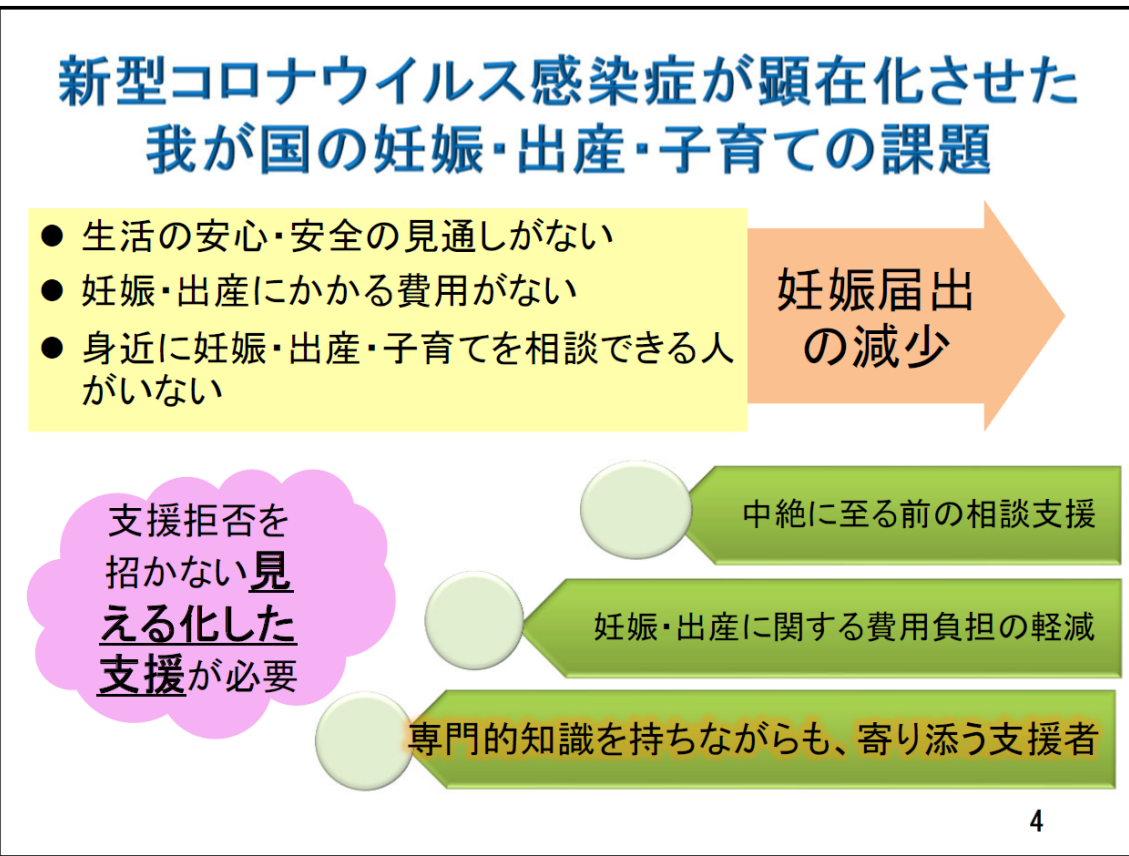 新型コロナウイルス感染症が顕在化させた
我が国の妊娠・出産・子育ての課題
● 生活の安心・安全の見通しがない
● 妊娠・出産にかかる費用がない
● 身近に妊娠・出産・子育てを相談できる人
がいない
妊娠届出
の減少
支援拒否を
招かない見
える化した
支援が必要
中絶に至る前の相談支援
妊娠・出産に関する費用負担の軽減
専門的知識を持ちながらも、寄り添う支援者
4